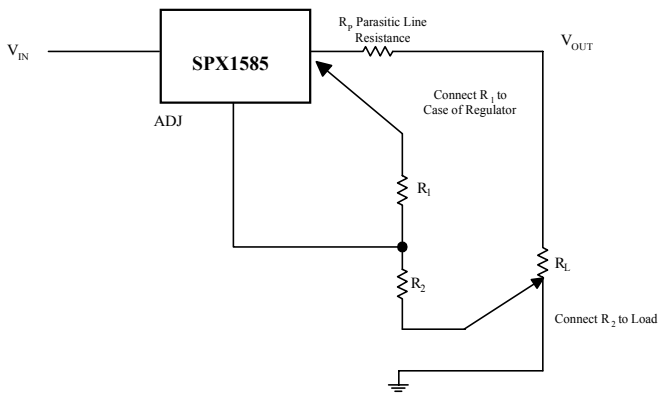 R_P Parasitic Line
Resistance
V_IN
SPX1585
V_OUT
Connect R_1 to
Case of Regulator
ADJ
R_1
R_2
R_L
Connect R_2 to Load